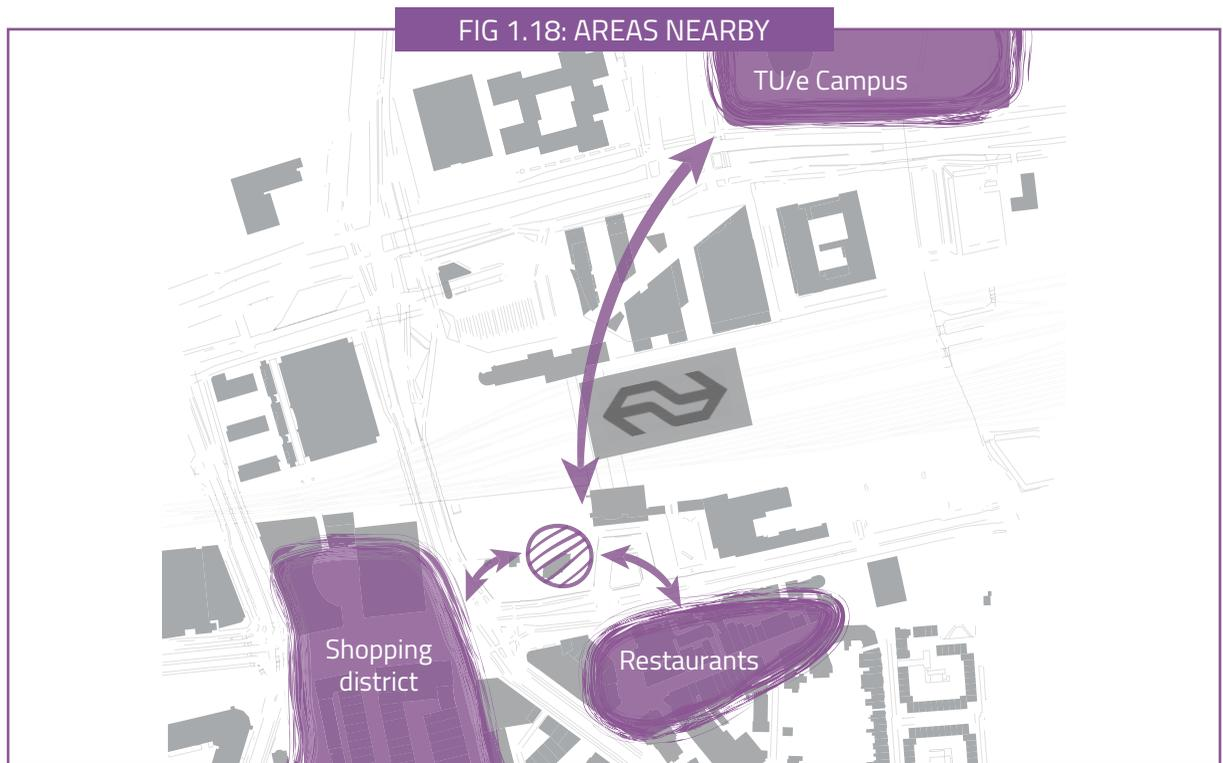 FIG 1.18: AREAS NEARBY
TU/e Campus
Shopping
district
Restaurants